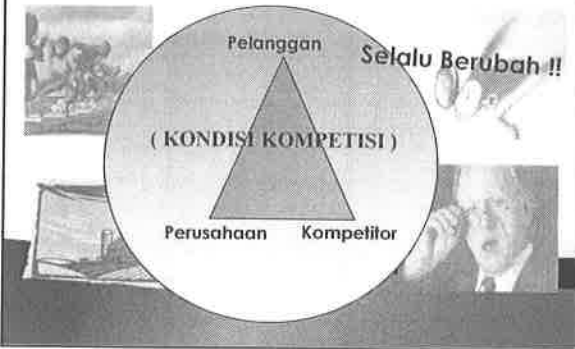 Pelanggan
Selalu Berubah !!
( KONDISI KOMPETISI )
Perusahaan
Kompetitor